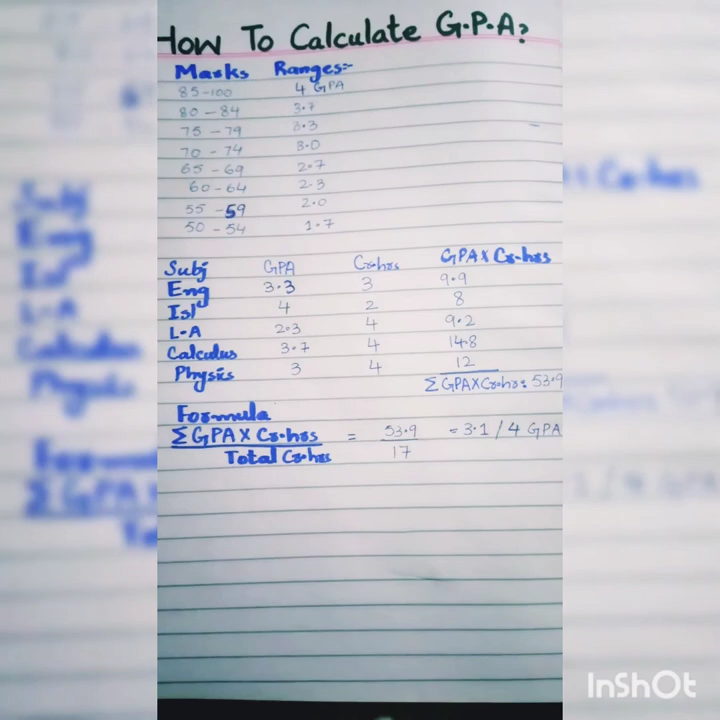 How To Calculate G.P.A?
Marks Ranges:-
85-100 4 GPA
80-84 3.7
75-79 3.3
70-74 3.0
65-69 2.7
60-64 2.3
55-59 2.0
50-54 1.7
Subj GPA Cr.hrs GPA X Cr.hrs
Eng 3.3 3 9.9
Isl 4 2 8
L.A 2.3 4 9.2
Calculus 3.7 4 14.8
Physics 3 4 12
ΣGPAXCr.hrs: 53.9
Formula
ΣGPA X Cr.hrs = 53.9 = 3.1/4 GPA
Total Cr.hrs 17
InShOt